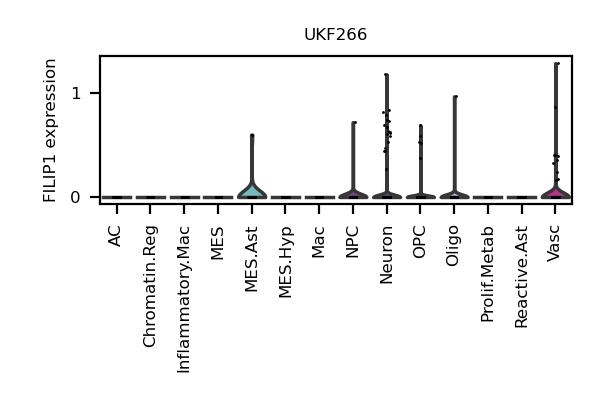 UKF266
FILIP1 expression
1
0
AC
Chromatin.Reg
Inflammatory.Mac
MES
MES.Ast
MES.Hyp
Mac
NPC
Neuron
OPC
Oligo
Prolif.Metab
Reactive.Ast
Vasc